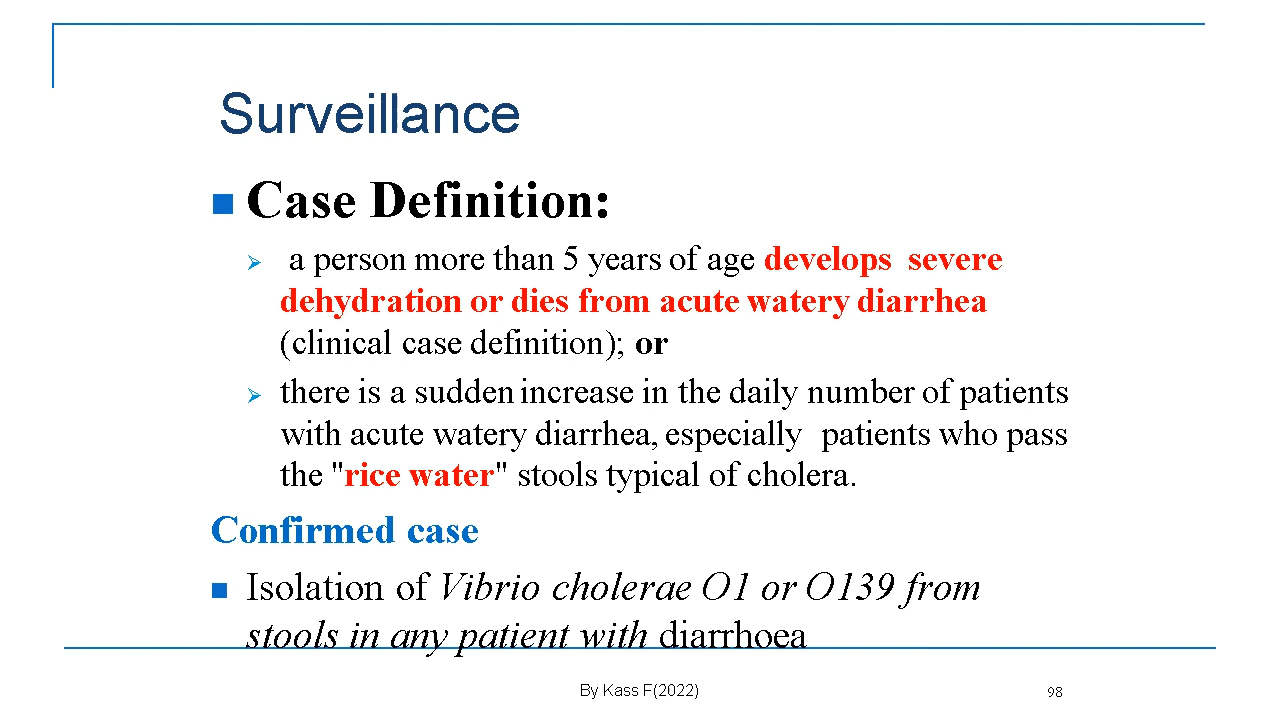 Surveillance
Case Definition:
a person more than 5 years of age develops severe
dehydration or dies from acute watery diarrhea
(clinical case definition); or
there is a sudden increase in the daily number of patients
with acute watery diarrhea, especially patients who pass
the "rice water" stools typical of cholera.
Confirmed case
Isolation of Vibrio cholerae O1 or O139 from
stools in any patient with diarrhoea
By Kass F(2022)
98